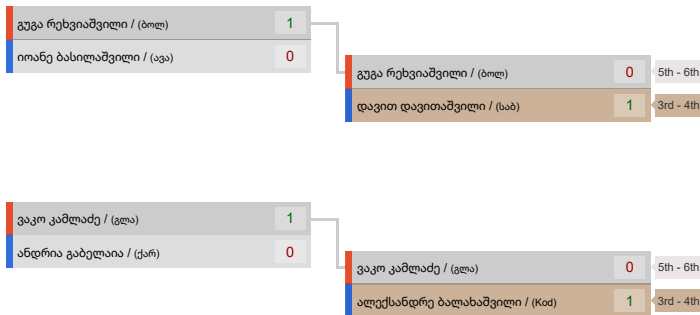 გუგა რეხვიაშვილი / (ბოლ) 1
იოანე ბასილაშვილი / (ავა) 0
გუგა რეხვიაშვილი / (ბოლ) 0 5th - 6th
დავით დავითაშვილი / (საბ) 1 3rd - 4th
ვაკო კამლაძე / (გლა) 1
ანდრია გაბელაია / (ქარ) 0
ვაკო კამლაძე / (გლა) 0 5th - 6th
ალექსანდრე ბალახაშვილი / (Kod) 1 3rd - 4th